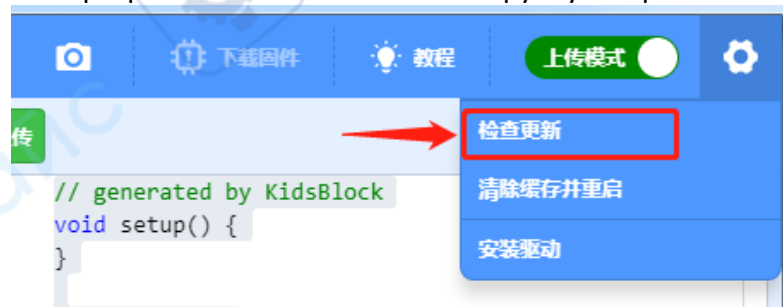 下载固件
教程
上传模式
检查更新
传
清除缓存并重启
// generated by KidsBlock
void setup() {
}
安装驱动